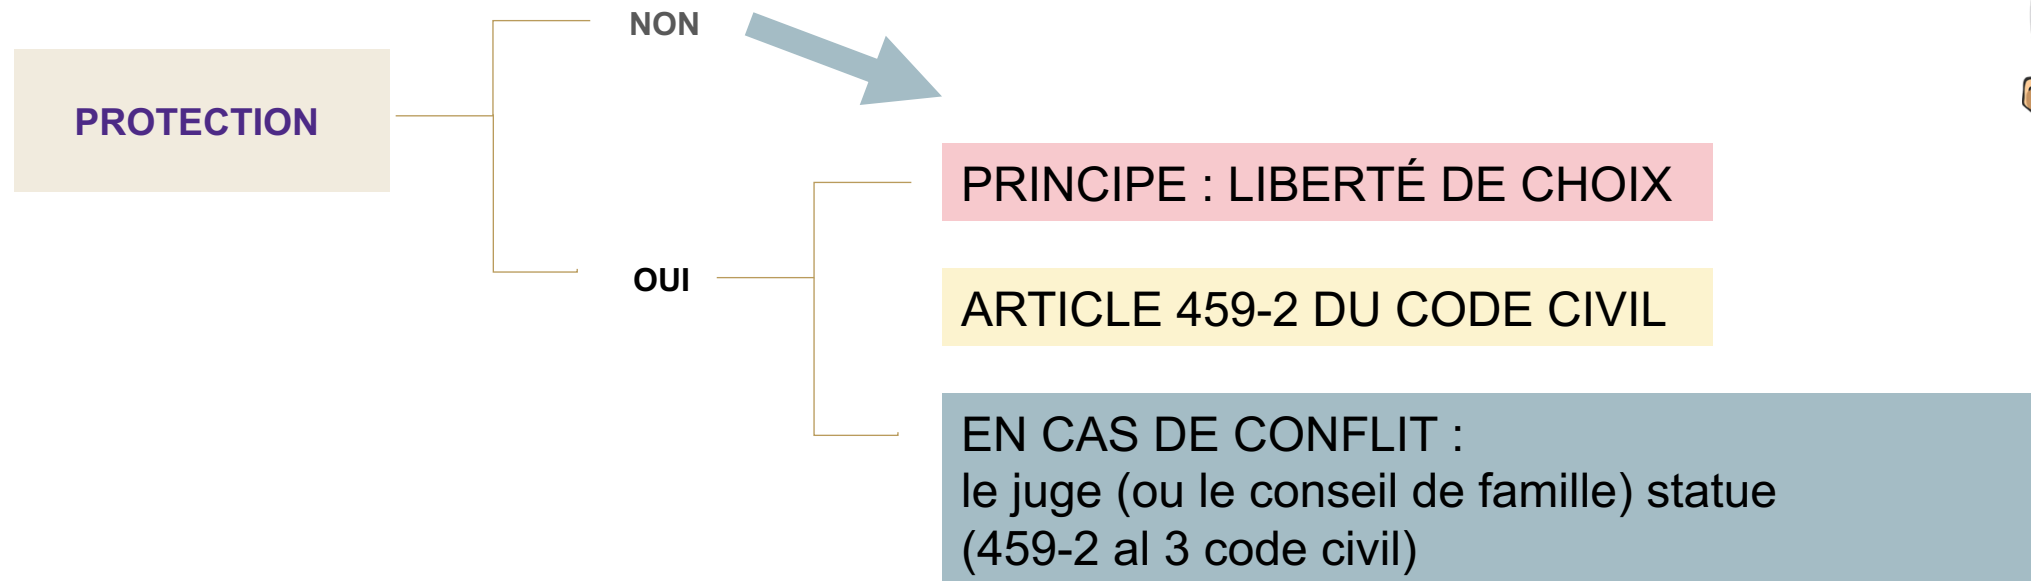 NON
PROTECTION
PRINCIPE : LIBERTÉ DE CHOIX
OUI
ARTICLE 459-2 DU CODE CIVIL
EN CAS DE CONFLIT :
le juge (ou le conseil de famille) statue
(459-2 al 3 code civil)